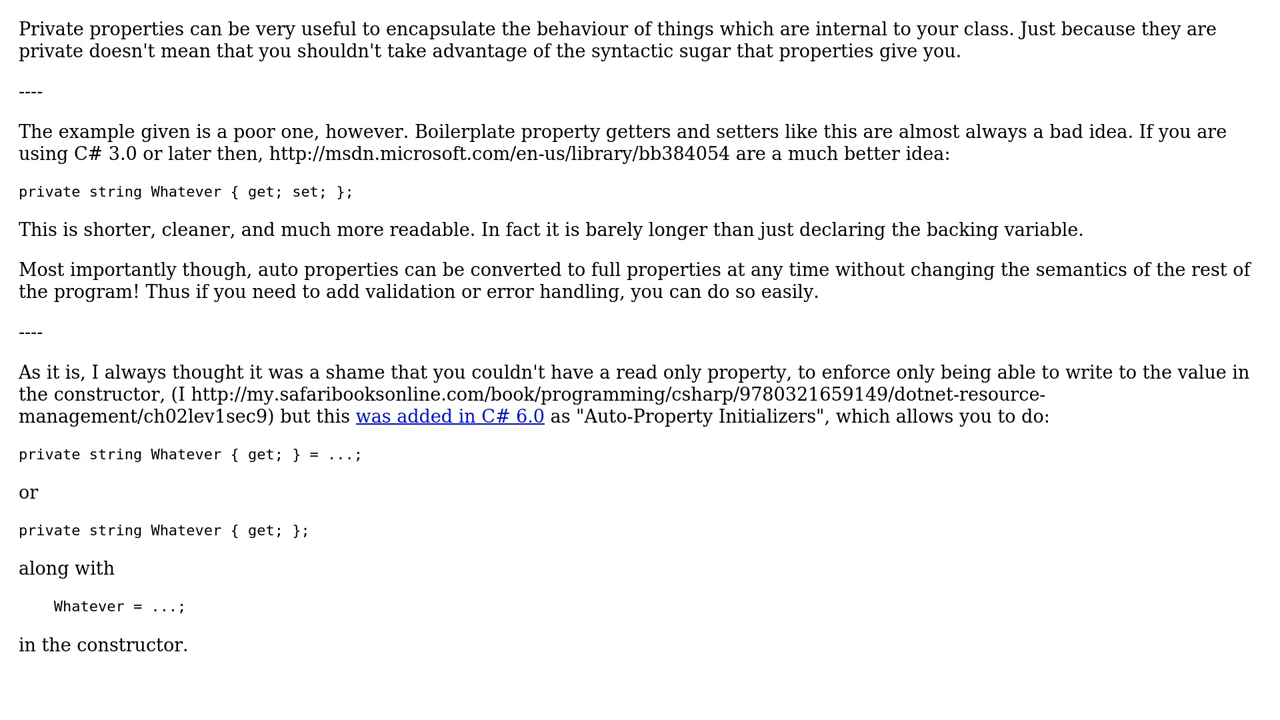 Private properties can be very useful to encapsulate the behaviour of things which are internal to your class. Just because they are
private doesn't mean that you shouldn't take advantage of the syntactic sugar that properties give you.
----
The example given is a poor one, however. Boilerplate property getters and setters like this are almost always a bad idea. If you are
using C# 3.0 or later then, http://msdn.microsoft.com/en-us/library/bb384054 are a much better idea:
private string Whatever { get; set; };
This is shorter, cleaner, and much more readable. In fact it is barely longer than just declaring the backing variable.
Most importantly though, auto properties can be converted to full properties at any time without changing the semantics of the rest of
the program! Thus if you need to add validation or error handling, you can do so easily.
----
As it is, I always thought it was a shame that you couldn't have a read only property, to enforce only being able to write to the value in
the constructor, (I http://my.safaribooksonline.com/book/programming/csharp/9780321659149/dotnet-resource-
management/ch02lev1sec9) but this was added in C# 6.0 as "Auto-Property Initializers", which allows you to do:
private string Whatever { get; } = ...;
or
private string Whatever { get; };
along with
    Whatever = ...;
in the constructor.